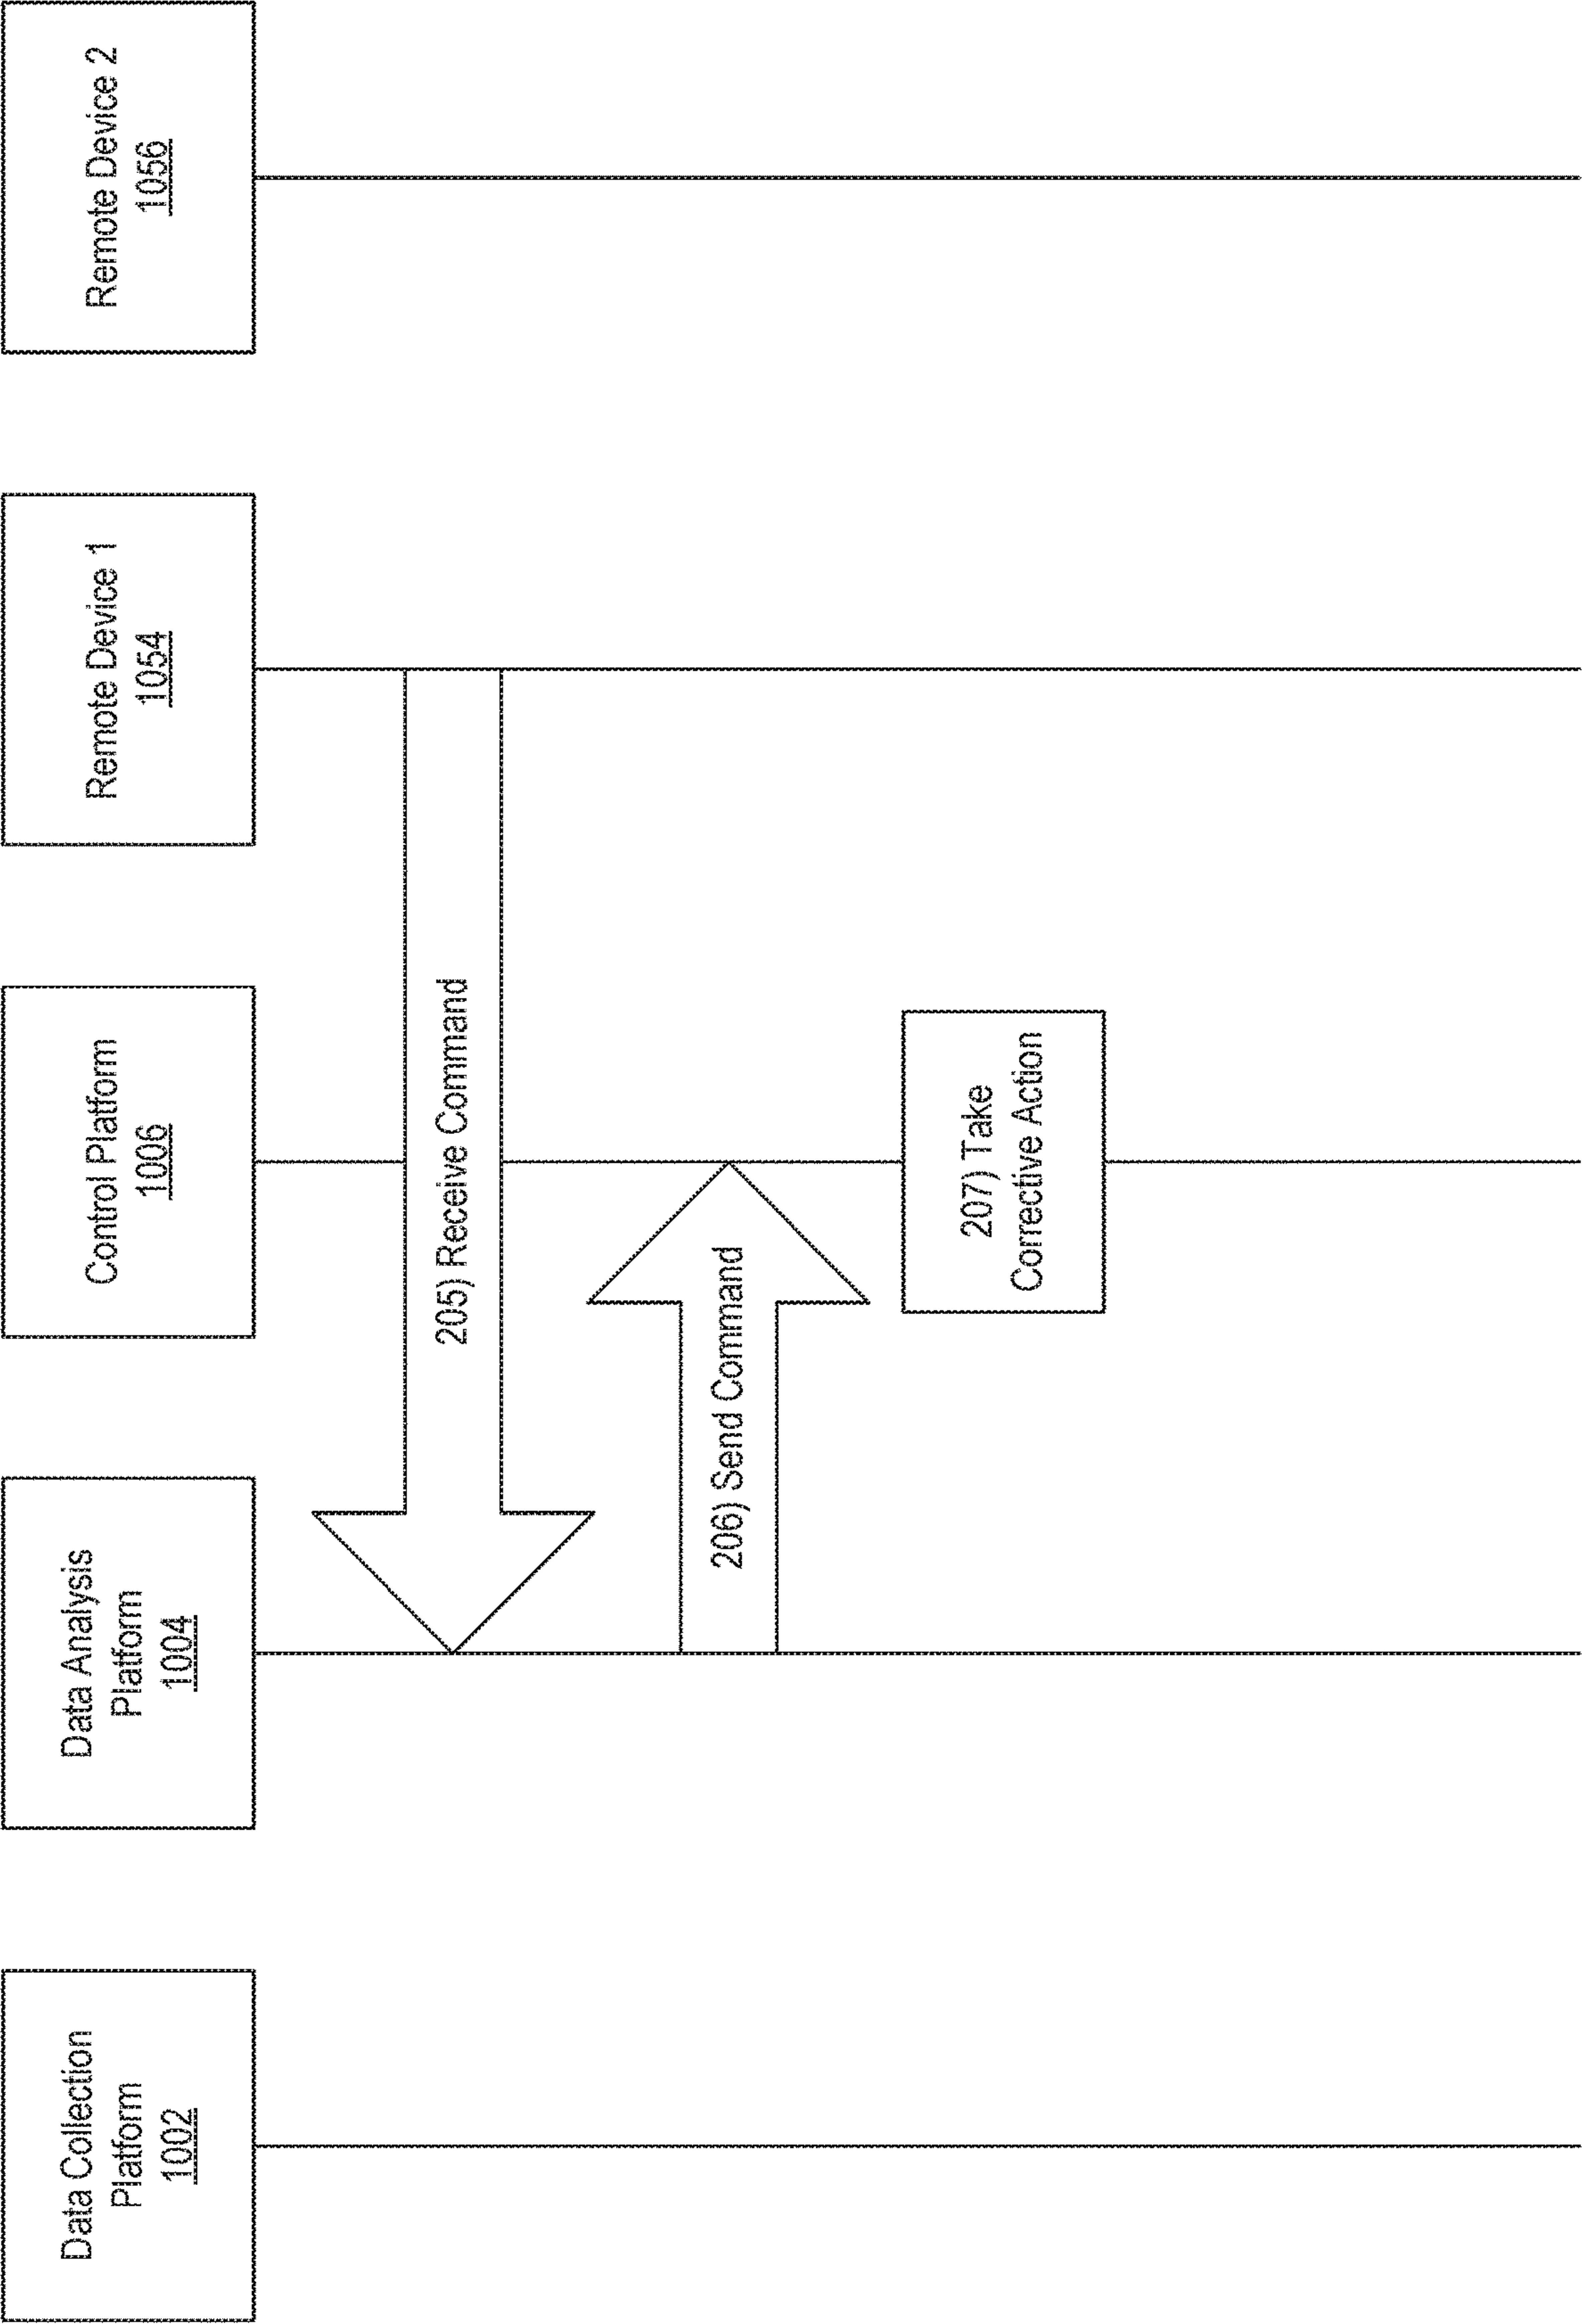 Data Collection
Platform
1002
Data Analysis
Platform
1004
Control Platform
1006
Remote Device 1
1054
Remote Device 2
1056
205) Receive Command
206) Send Command
207) Take
Corrective Action